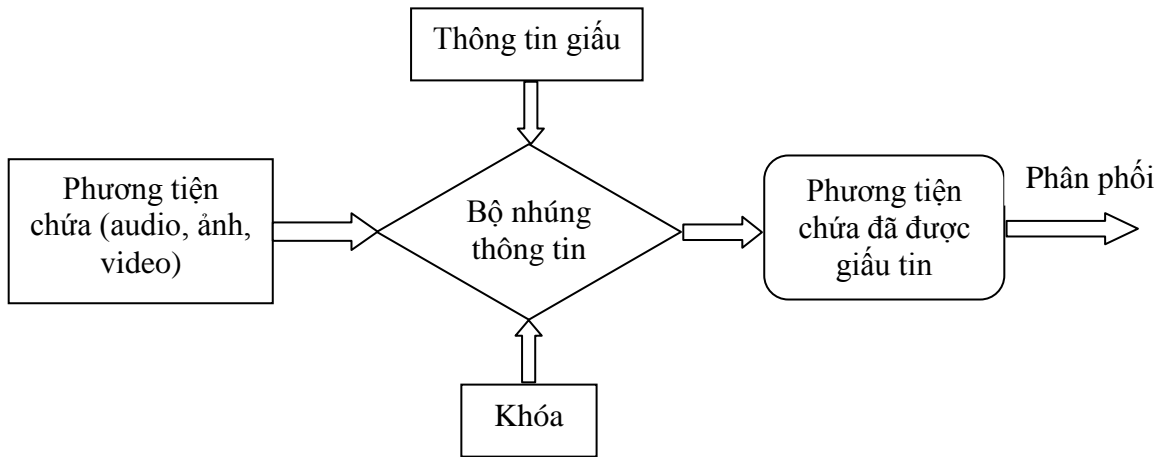 Thông tin giấu
Phương tiện
chứa (audio, ảnh,
video)
Bộ nhúng
thông tin
Phương tiện
chứa đã được
giấu tin
Phân phối
Khóa